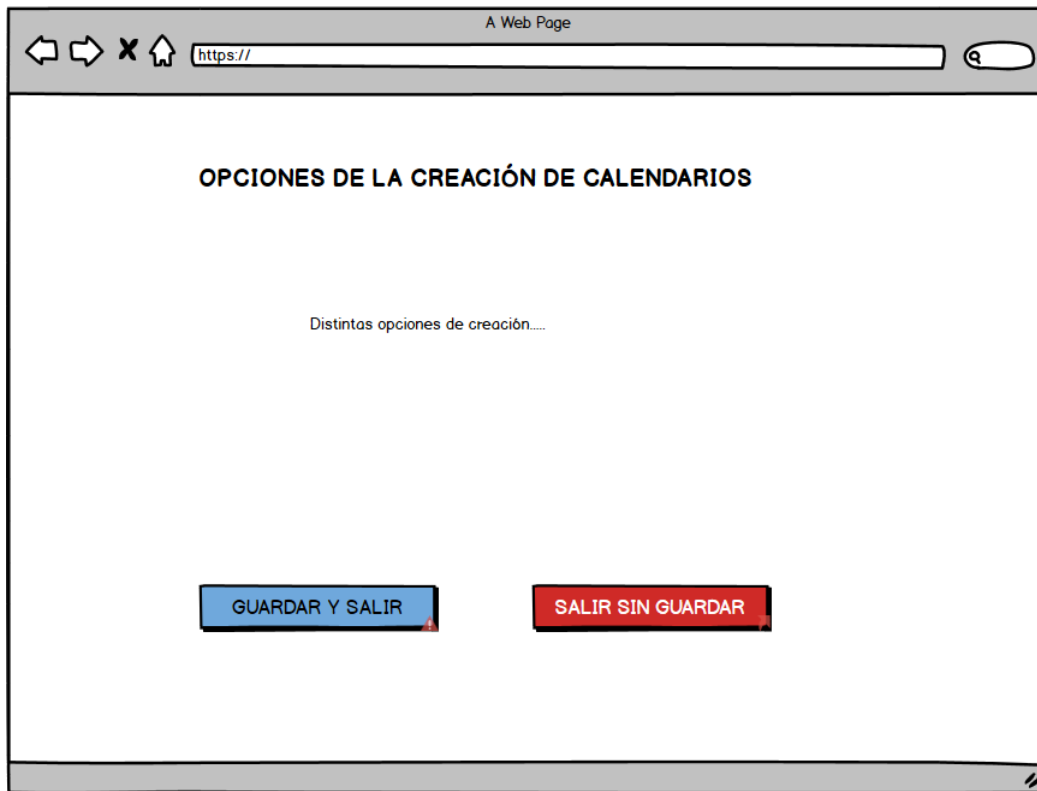 A Web Page
https://
OPCIONES DE LA CREACIÓN DE CALENDARIOS
Distintas opciones de creación.....
GUARDAR Y SALIR
SALIR SIN GUARDAR